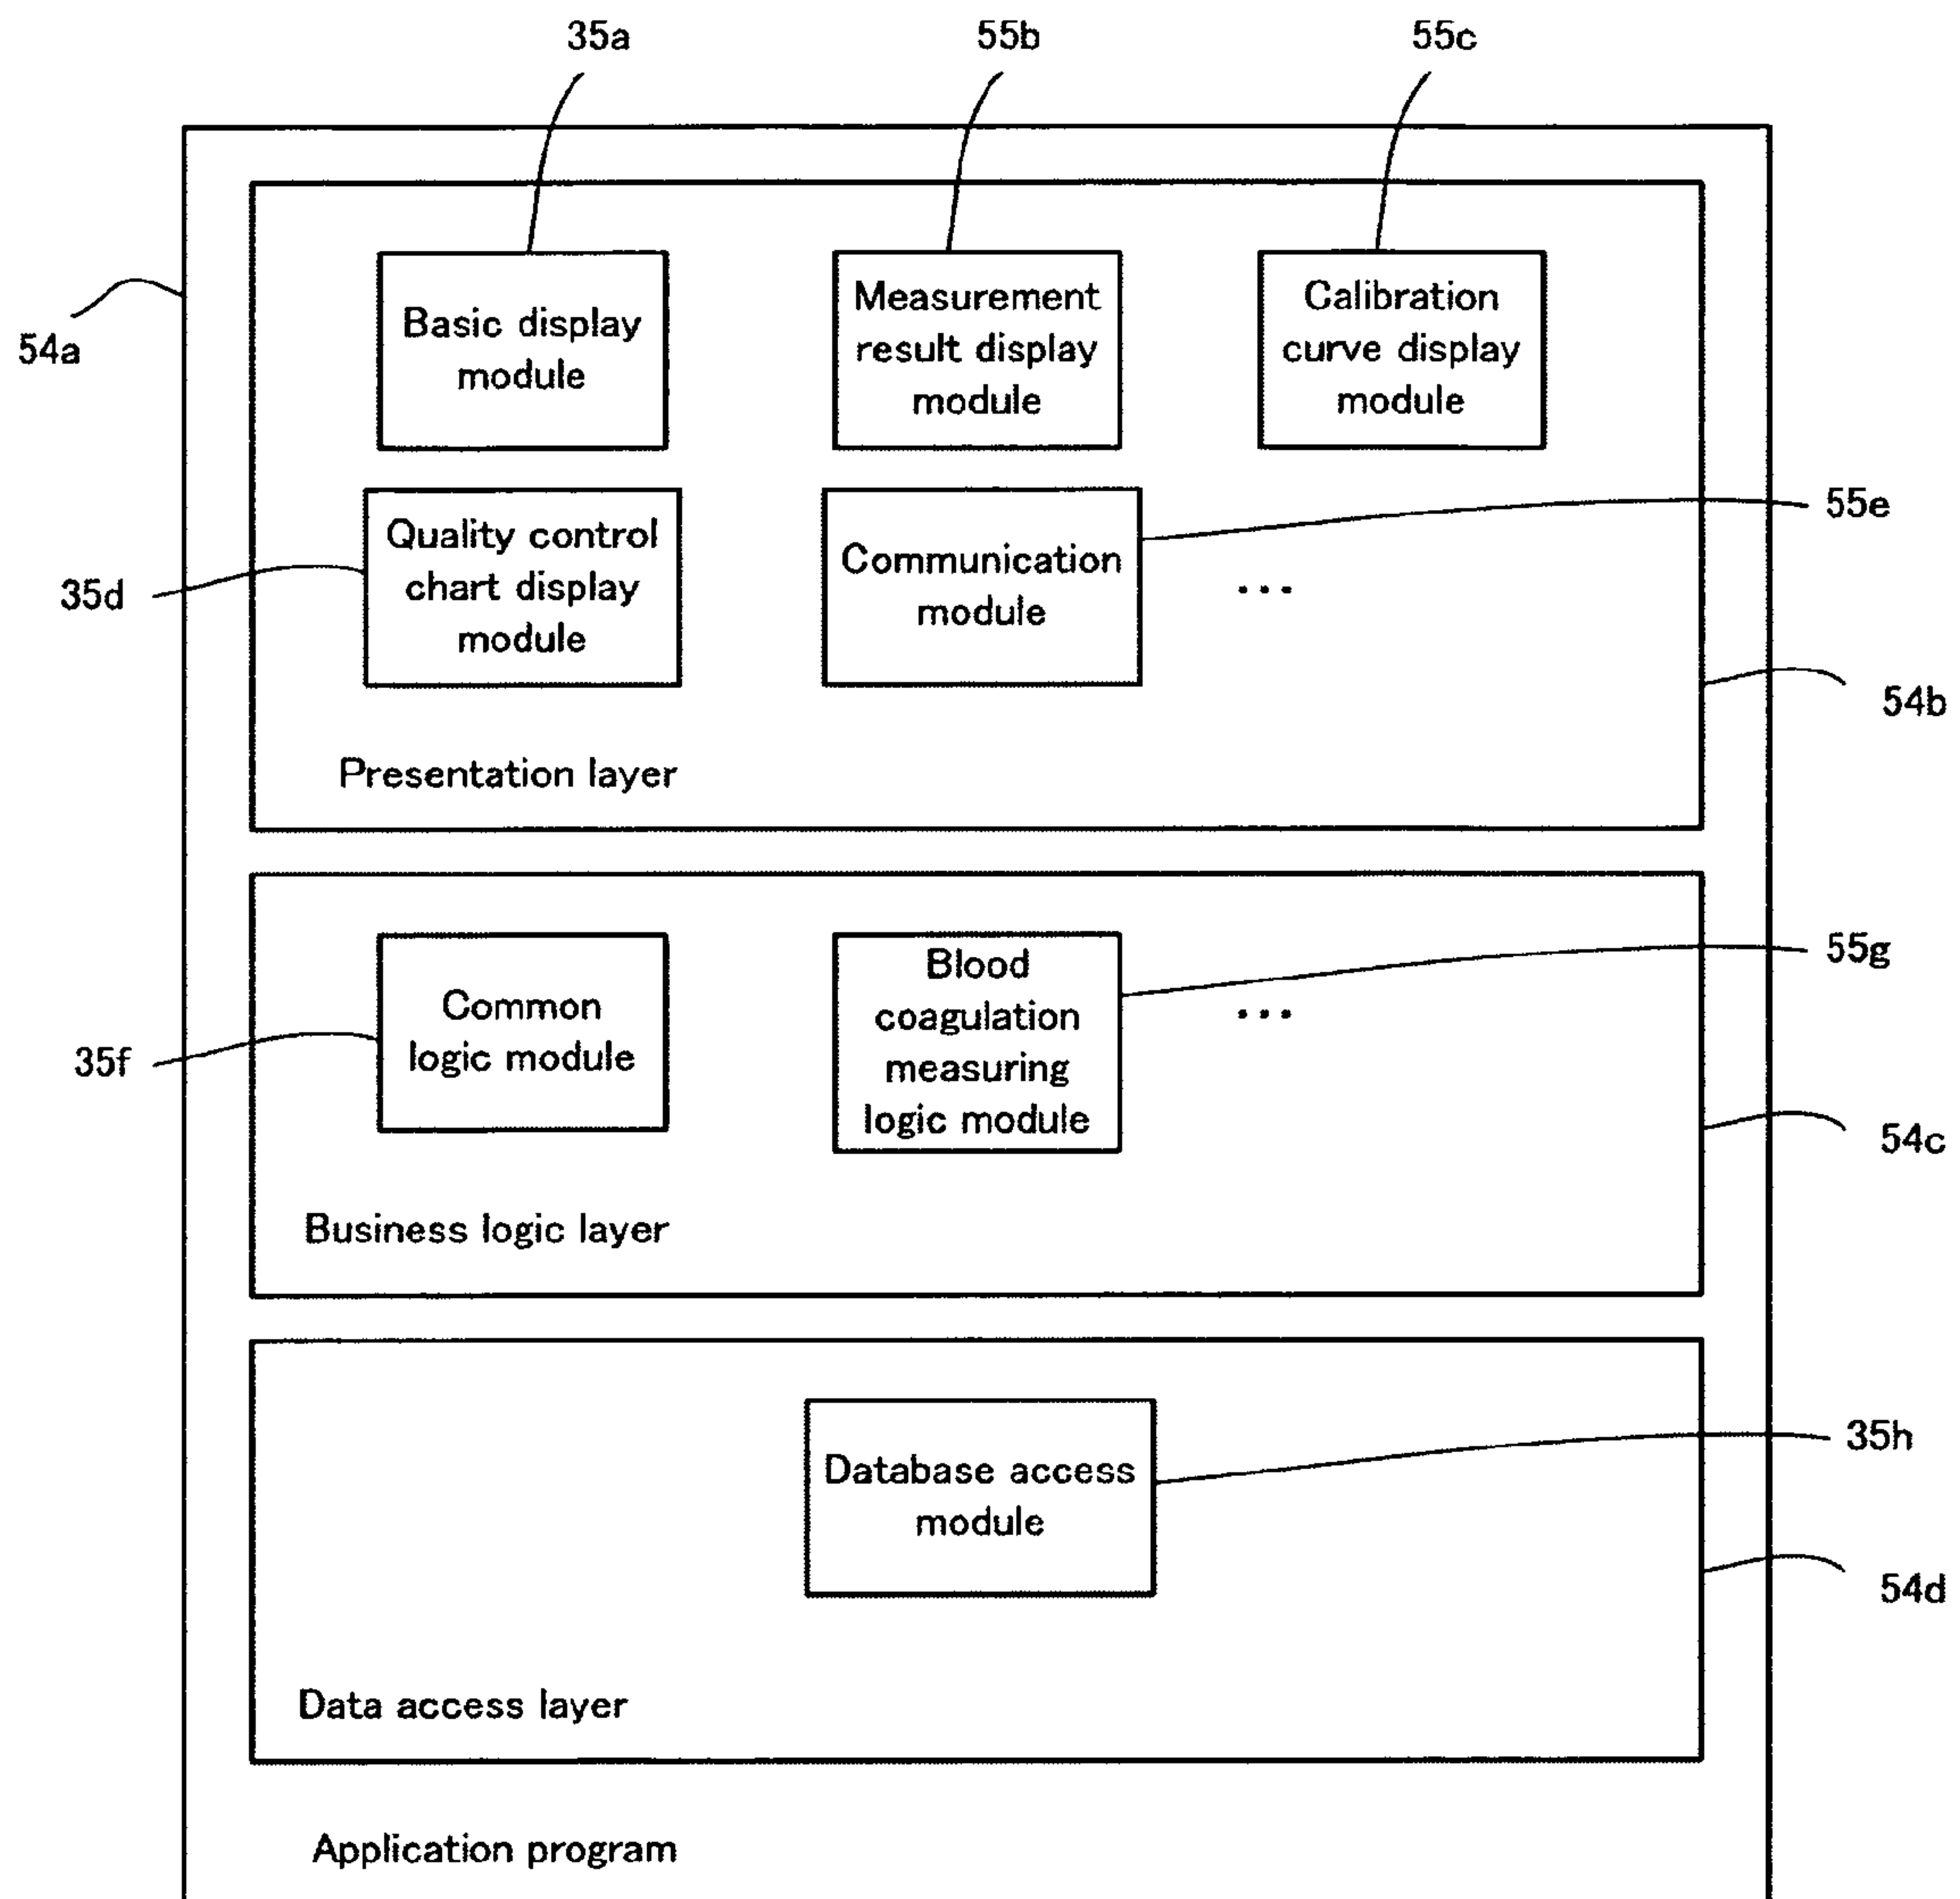 35a
55b
55c
54a
Basic display
module
Measurement
result display
module
Calibration
curve display
module
35d
Quality control
chart display
module
Communication
module
...
55e
54b
Presentation layer
35f
Common
logic module
Blood
coagulation
measuring
logic module
...
55g
54c
Business logic layer
Database access
module
35h
54d
Data access layer
Application program